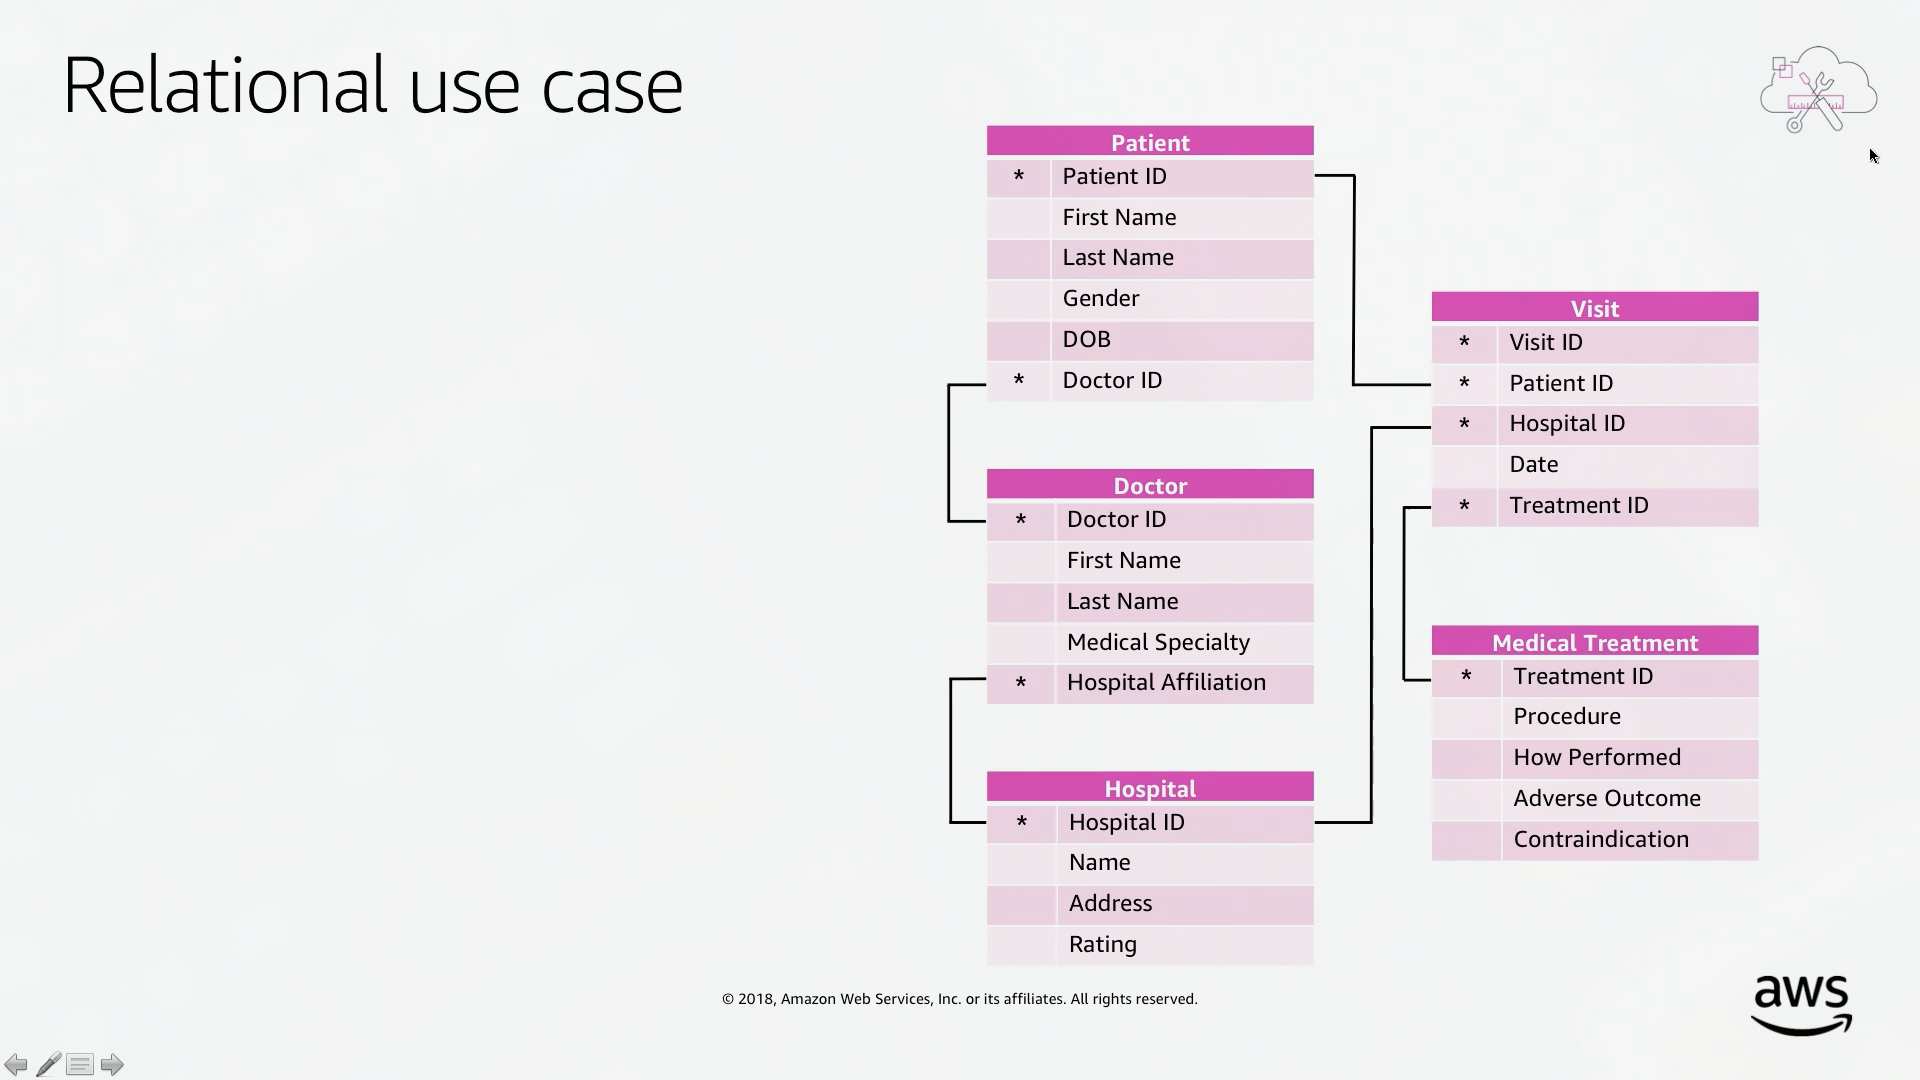 Relational use case
Patient
* Patient ID
First Name
Last Name
Gender
DOB
* Doctor ID
Doctor
* Doctor ID
First Name
Last Name
Medical Specialty
* Hospital Affiliation
Hospital
* Hospital ID
Name
Address
Rating
Visit
* Visit ID
* Patient ID
* Hospital ID
Date
* Treatment ID
Medical Treatment
* Treatment ID
Procedure
How Performed
Adverse Outcome
Contraindication
© 2018, Amazon Web Services, Inc. or its affiliates. All rights reserved.
aws